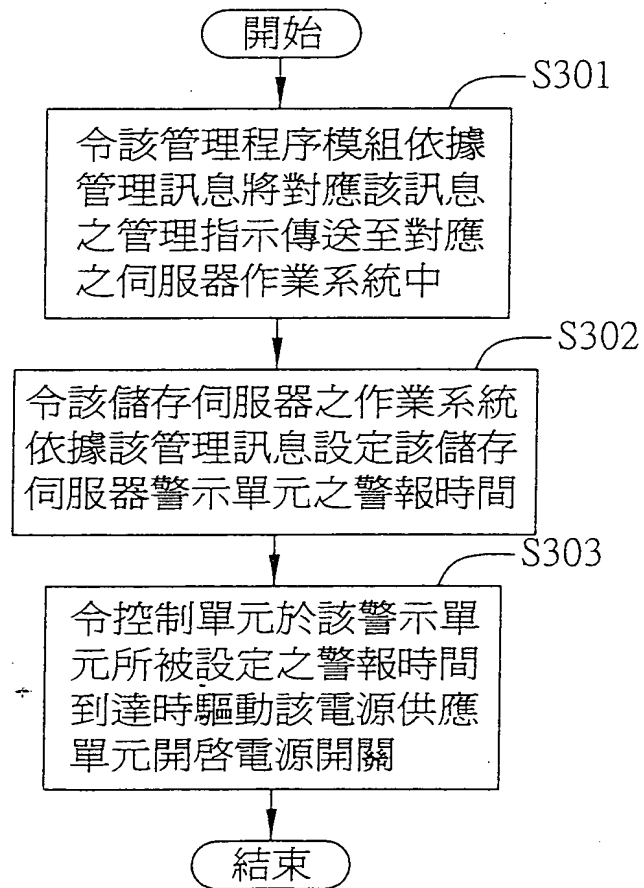 開始
S301
令該管理程序模組依據
管理訊息將對應該訊息
之管理指示傳送至對應
之伺服器作業系統中
S302
令該儲存伺服器之作業系統
依據該管理訊息設定該儲存
伺服器警示單元之警報時間
S303
令控制單元於該警示單
元所被設定之警報時間
到達時驅動該電源供應
單元開啓電源開關
結束